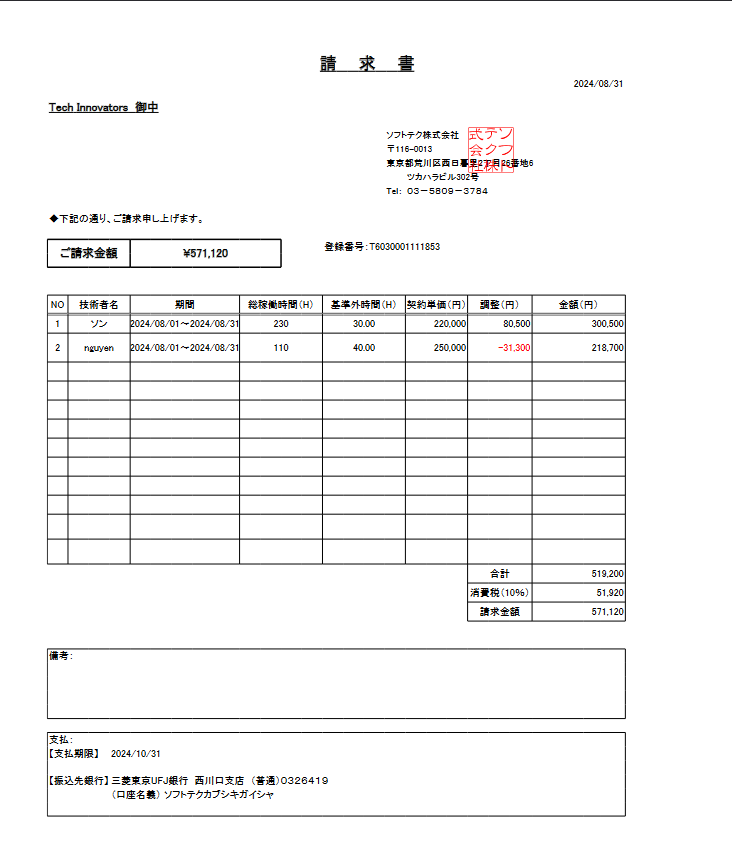 請 求 書
2024/08/31
Tech Innovators 御中
ソフトテク株式会社
〒116-0013
東京都荒川区西日暮里2丁目25番地6
ツカハラビル302号
Tel: 03-5809-3784
◆下記の通り、ご請求申し上げます。
ご請求金額 ¥571,120
登録番号:T6030001111853
NO 技術者名 期間 総稼働時間(H) 基準外時間(H) 契約単価(円) 調整(円) 金額(円)
1 ソン 2024/08/01~2024/08/31 230 30.00 220,000 80,500 300,500
2 nguyen 2024/08/01~2024/08/31 110 40.00 250,000 -31,300 218,700
合計 519,200
消費税(10%) 51,920
請求金額 571,120
備考:
支払:
【支払期限】 2024/10/31
【振込先銀行】三菱東京UFJ銀行 西川口支店 (普通)0326419
(口座名義) ソフトテクカブシキガイシャ